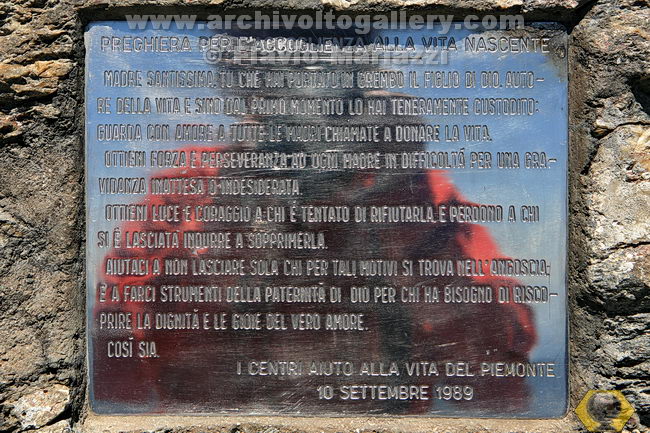 www.archivoltogallery.com
PREGHIERA PER L'ACCOGLIENZA ALLA VITA NASCENTE
© Flavio Mariazzi
MADRE SANTISSIMA, TU CHE HAI PORTATO IN GREMBO IL FIGLIO DI DIO, AUTO-
RE DELLA VITA E SINO DAL PRIMO MOMENTO LO HAI TENERAMENTE CUSTODITO:
GUARDA CON AMORE A TUTTE LE MADRI CHIAMATE A DONARE LA VITA.
OTTIENI FORZA E PERSEVERANZA AD OGNI MADRE IN DIFFICOLTÁ PER UNA GRA-
VIDANZA INATTESA O INDESIDERATA.
OTTIENI LUCE E CORAGGIO A CHI È TENTATO DI RIFIUTARLA, E PERDONO A CHI
SI È LASCIATA INDURRE A SOPPRIMERLA.
AIUTACI A NON LASCIARE SOLA CHI PER TALI MOTIVI SI TROVA NELL'ANGOSCIA;
E A FARCI STRUMENTI DELLA PATERNITÀ DI DIO PER CHI HA BISOGNO DI RISCO-
PRIRE LA DIGNITÀ E LE GIOIE DEL VERO AMORE.
COSÌ SIA.
I CENTRI AIUTO ALLA VITA DEL PIEMONTE
10 SETTEMBRE 1989